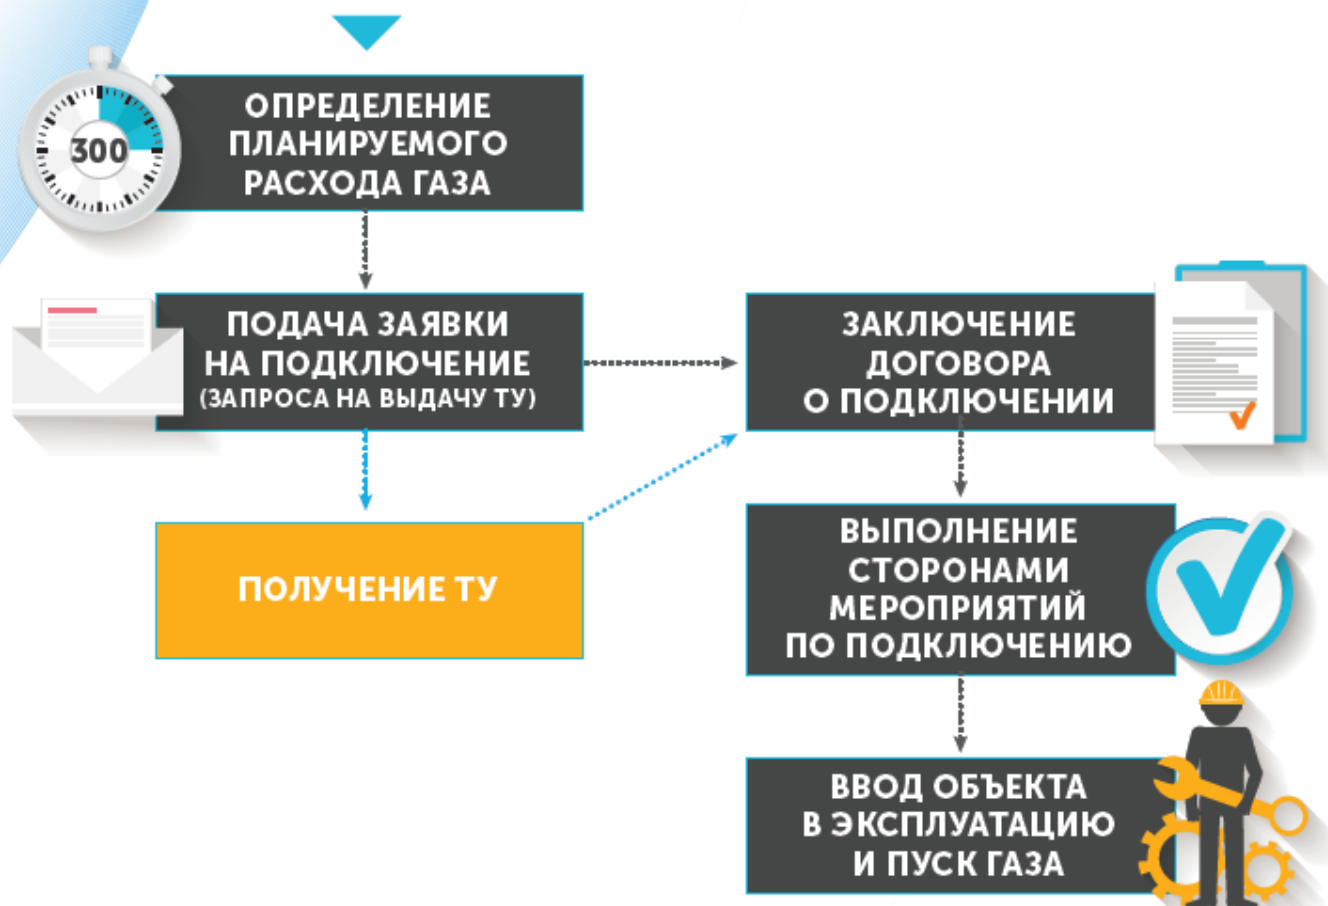 300
ОПРЕДЕЛЕНИЕ
ПЛАНИРУЕМОГО
РАСХОДА ГАЗА
ПОДАЧА ЗАЯВКИ
НА ПОДКЛЮЧЕНИЕ
(ЗАПРОСА НА ВЫДАЧУ ТУ)
ПОЛУЧЕНИЕ ТУ
ЗАКЛЮЧЕНИЕ
ДОГОВОРА
О ПОДКЛЮЧЕНИИ
ВЫПОЛНЕНИЕ
СТОРОНАМИ
МЕРОПРИЯТИЙ
ПО ПОДКЛЮЧЕНИЮ
ВВОД ОБЪЕКТА
В ЭКСПЛУАТАЦИЮ
И ПУСК ГАЗА